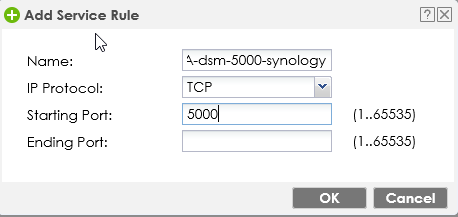 Add Service Rule
Name: A-dsm-5000-synology
IP Protocol: TCP
Starting Port: 5000 (1..65535)
Ending Port: (1..65535)
OK Cancel